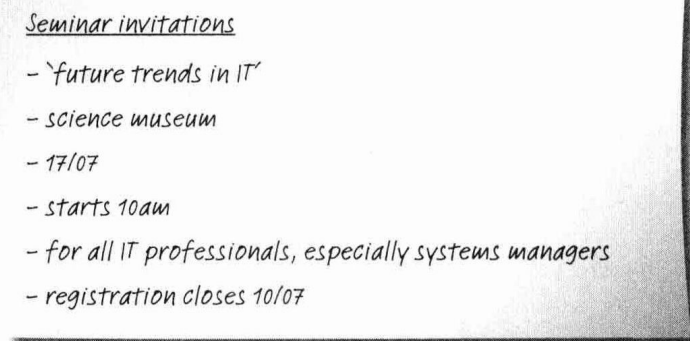 Seminar invitations
- 'future trends in IT'
- science museum
- 17/07
- starts 10am
- for all IT professionals, especially systems managers
- registration closes 10/07